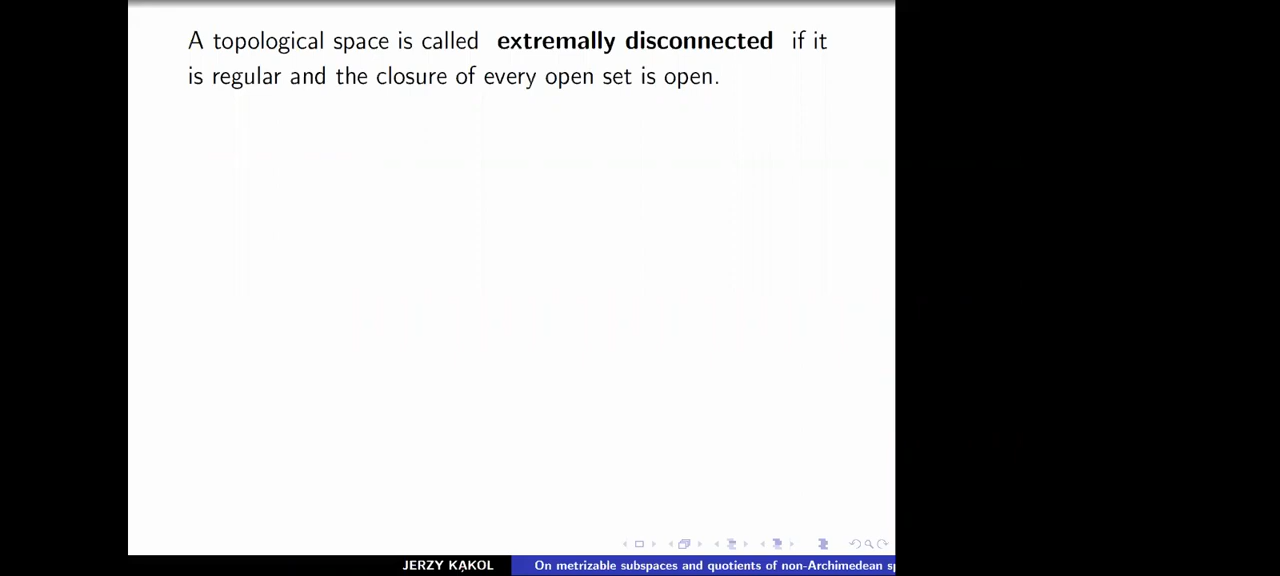 A topological space is called extremally disconnected if it
is regular and the closure of every open set is open.
JERZY KĄKOL On metrizable subspaces and quotients of non-Archimedean